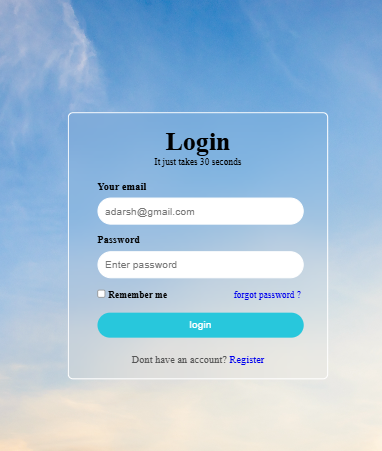 Login
It just takes 30 seconds
Your email
adarsh@gmail.com
Password
Enter password
Remember me forgot password ?
login
Dont have an account? Register